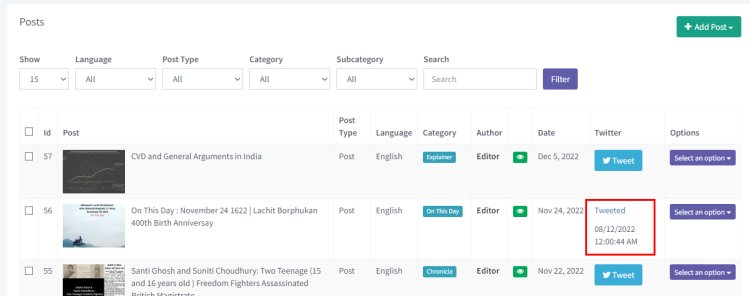 Posts
+ Add Post
Show Language Post Type Category Subcategory Search
15 All All All All Search Filter
Id Post Post Type Language Category Author Date Twitter Options
57 CVD and General Arguments in India Post English Explainer Editor Dec 5, 2022 Tweet Select an option
56 On This Day : November 24 1622 | Lachit Borphukan Post English On This Day Editor Nov 24, 2022 Tweeted Select an option
400th Birth Anniversay
08/12/2022
12:00:44 AM
55 Santi Ghosh and Suniti Choudhury: Two Teenage (15 Post English Chronicle Editor Nov 22, 2022 Tweet Select an option
and 16 years old ) Freedom Fighters Assassinated
British Magistrate